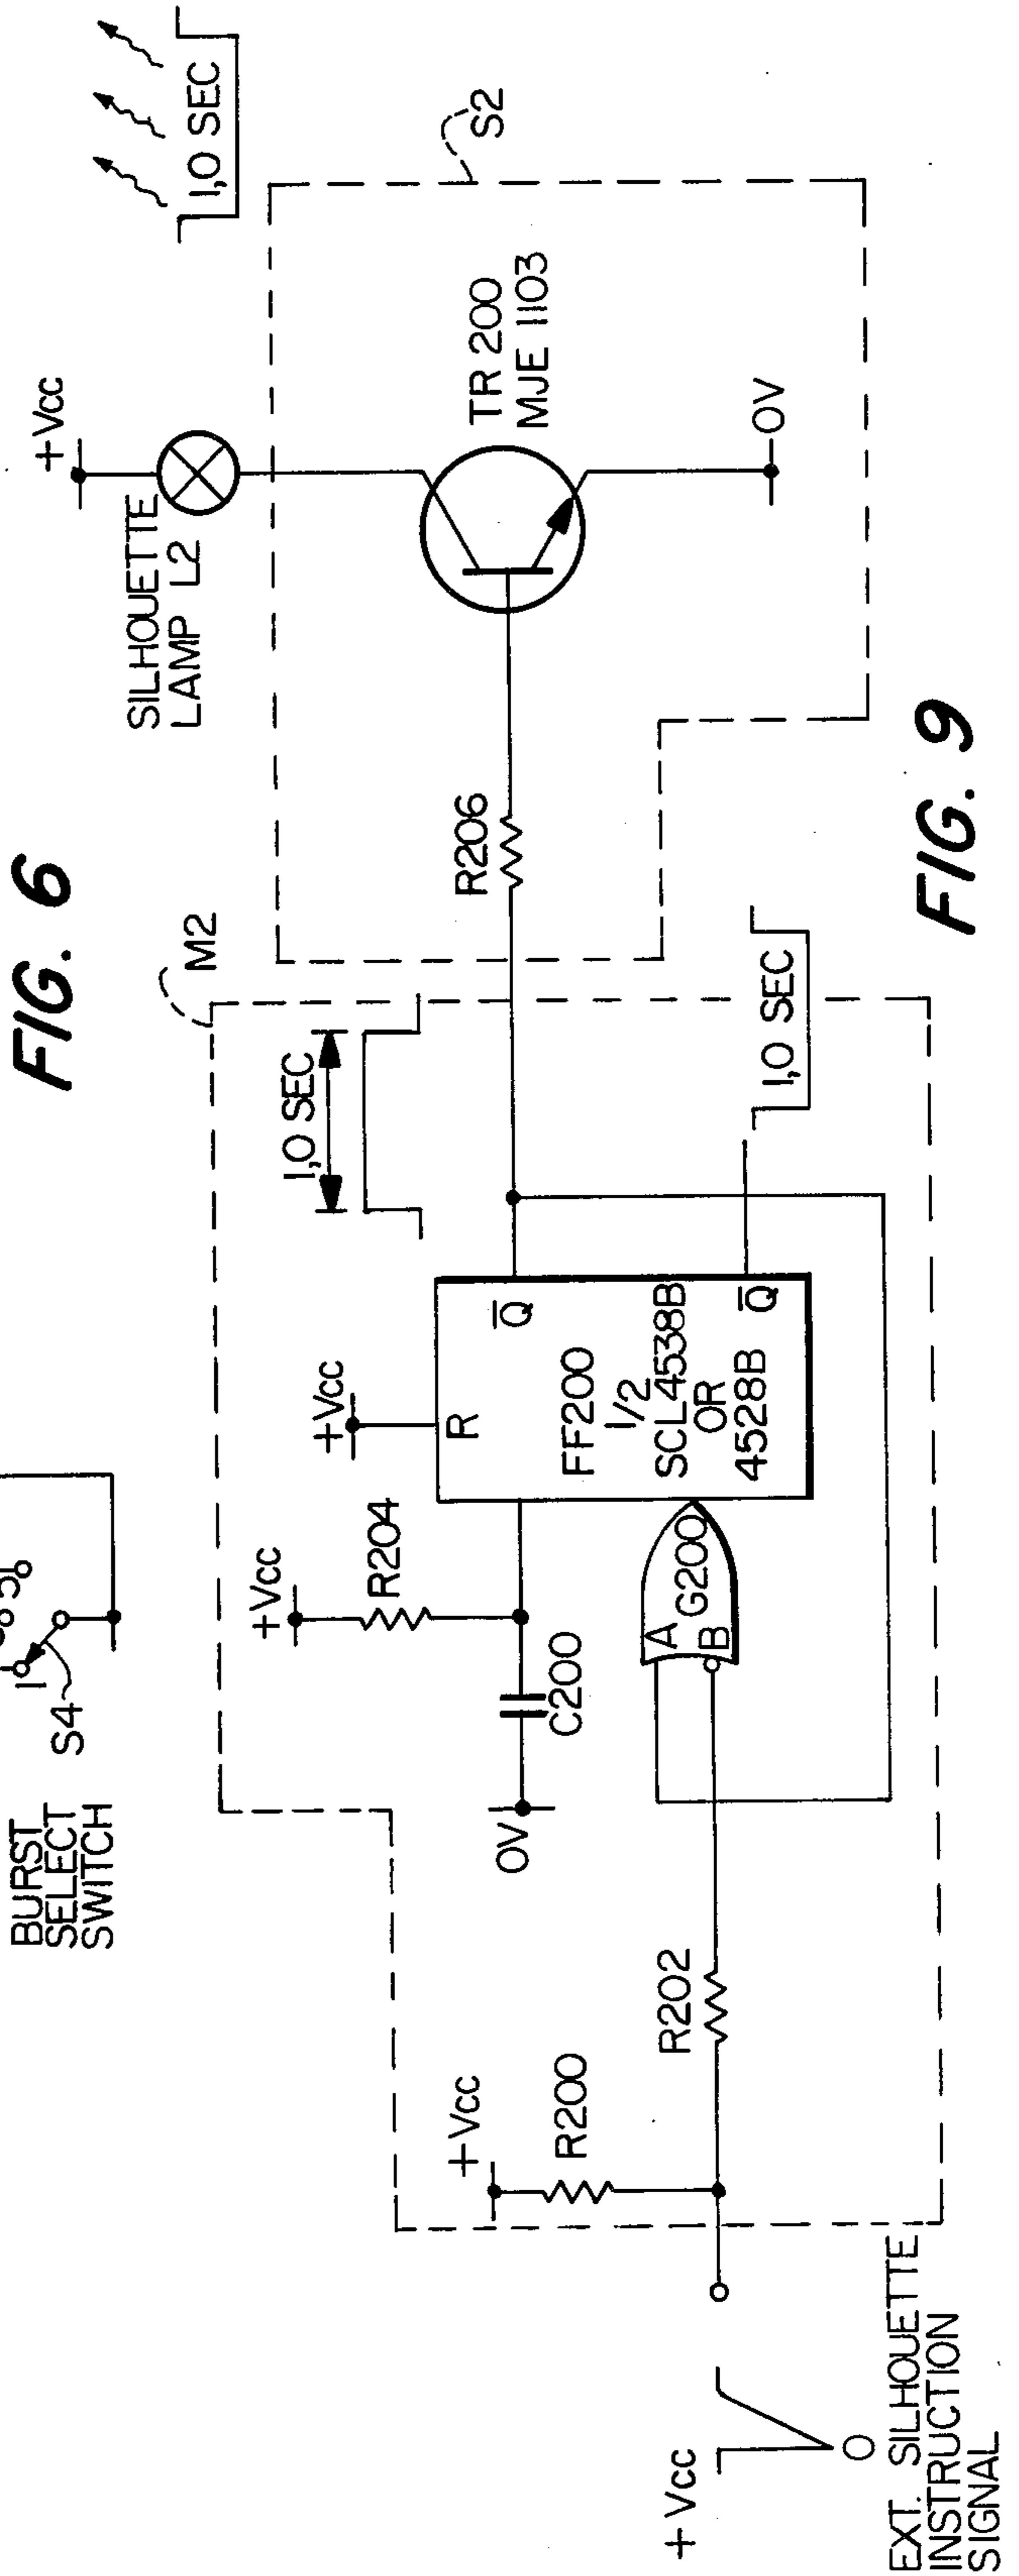 FIG. 6
BURST
SELECT
SWITCH
S4
1
5
M2
+Vcc
SILHOUETTE
LAMP L2
1,0 SEC
S2
TR 200
MJE 1103
0V
R206
1,0 SEC
+Vcc
R204
+Vcc
0V
C200
R
Q̅
FF200
1/2
SCL4538B
OR
4528B
Q̅
A
B
G200
1,0 SEC
+Vcc
R200
R202
+Vcc
0
EXT. SILHOUETTE
INSTRUCTION
SIGNAL
FIG. 9